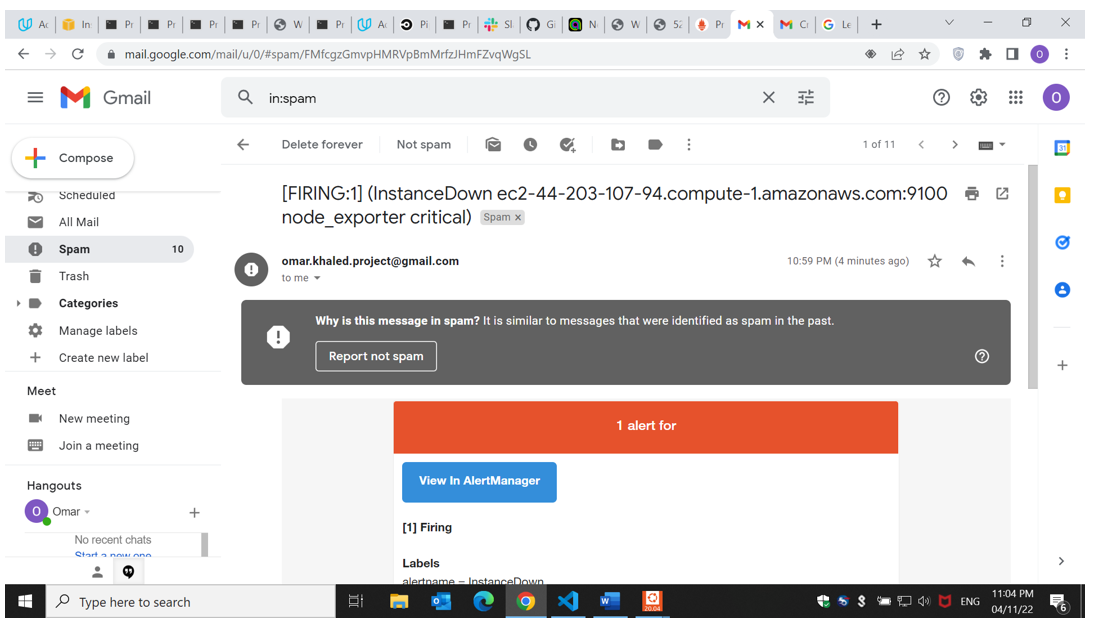 Ac
In
Pr
Pr
Pr
Pr
W
Pr
Ac
Pi
Pr
Sl
Gi
N
W
52
Pr
M
Cr
Le
mail.google.com/mail/u/0/#spam/FMfcgzGmvpHMRVpBmMrfzJHmFZvqWgSL
O
Gmail
in:spam
O
Compose
Delete forever
Not spam
1 of 11
Scheduled
All Mail
Spam 10
Trash
Categories
Manage labels
Create new label
Meet
New meeting
Join a meeting
Hangouts
O Omar
No recent chats
Start a new one
[FIRING:1] (InstanceDown ec2-44-203-107-94.compute-1.amazonaws.com:9100
node_exporter critical) Spam ×
omar.khaled.project@gmail.com 10:59 PM (4 minutes ago)
to me
Why is this message in spam? It is similar to messages that were identified as spam in the past.
Report not spam
1 alert for
View In AlertManager
[1] Firing
Labels
alertname = InstanceDown
31
Type here to search
20.04
ENG
11:04 PM
04/11/22
6